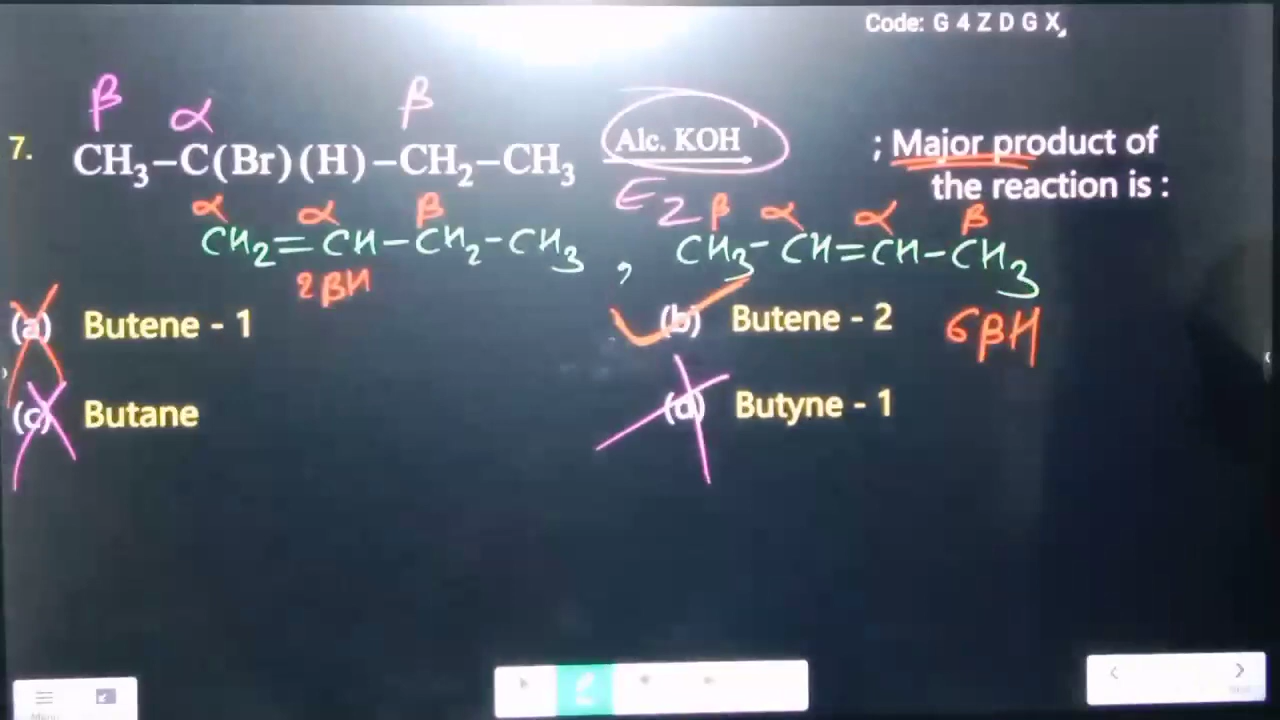 Code: G 4 Z D G X,
β α β
7. CH₃–C(Br)(H)–CH₂–CH₃ Alc. KOH ; Major product of
E2 the reaction is :
α α β β α α β
CH₂=CH–CH₂–CH₃ , CH₃–CH=CH–CH₃
2βH
(a) Butene - 1 (b) Butene - 2 6βH
(c) Butane (d) Butyne - 1
Menu